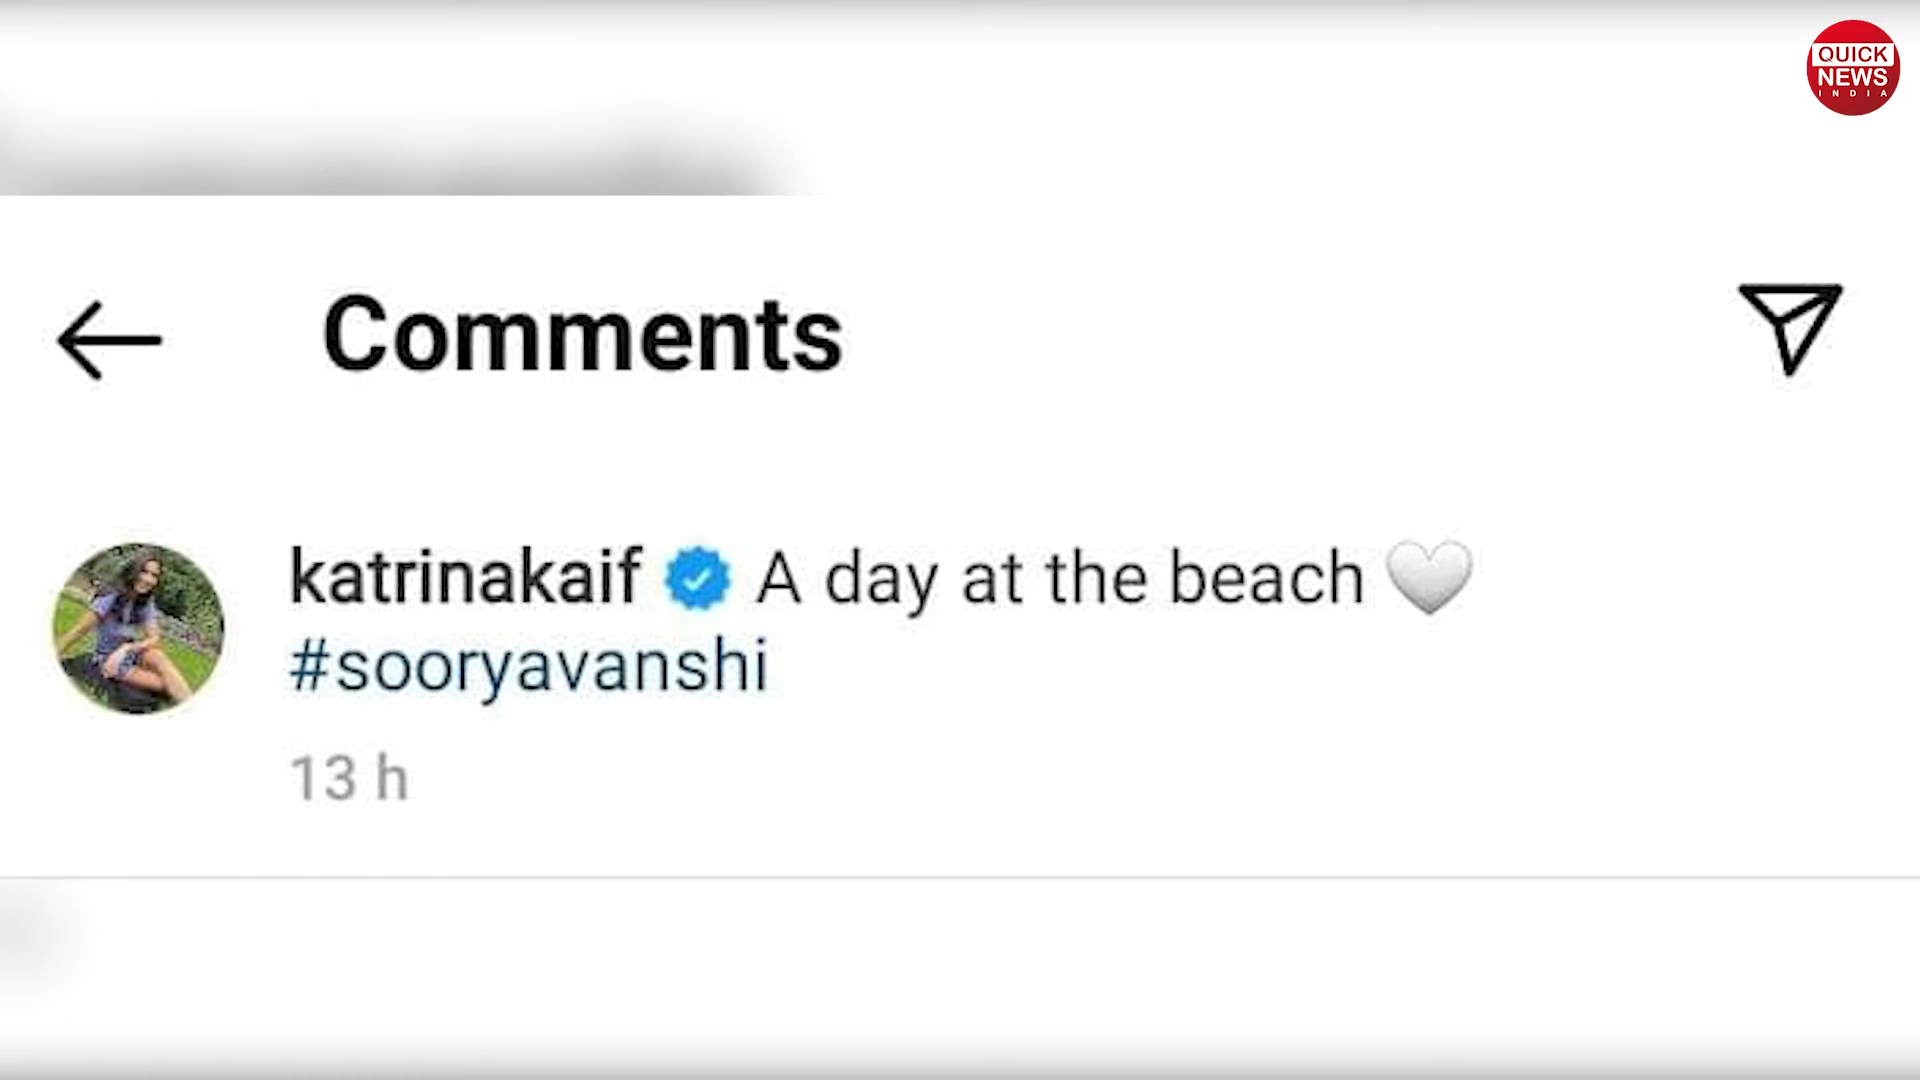 QUICK
NEWS
INDIA
Comments
katrinakaif A day at the beach 🤍
#sooryavanshi
13 h